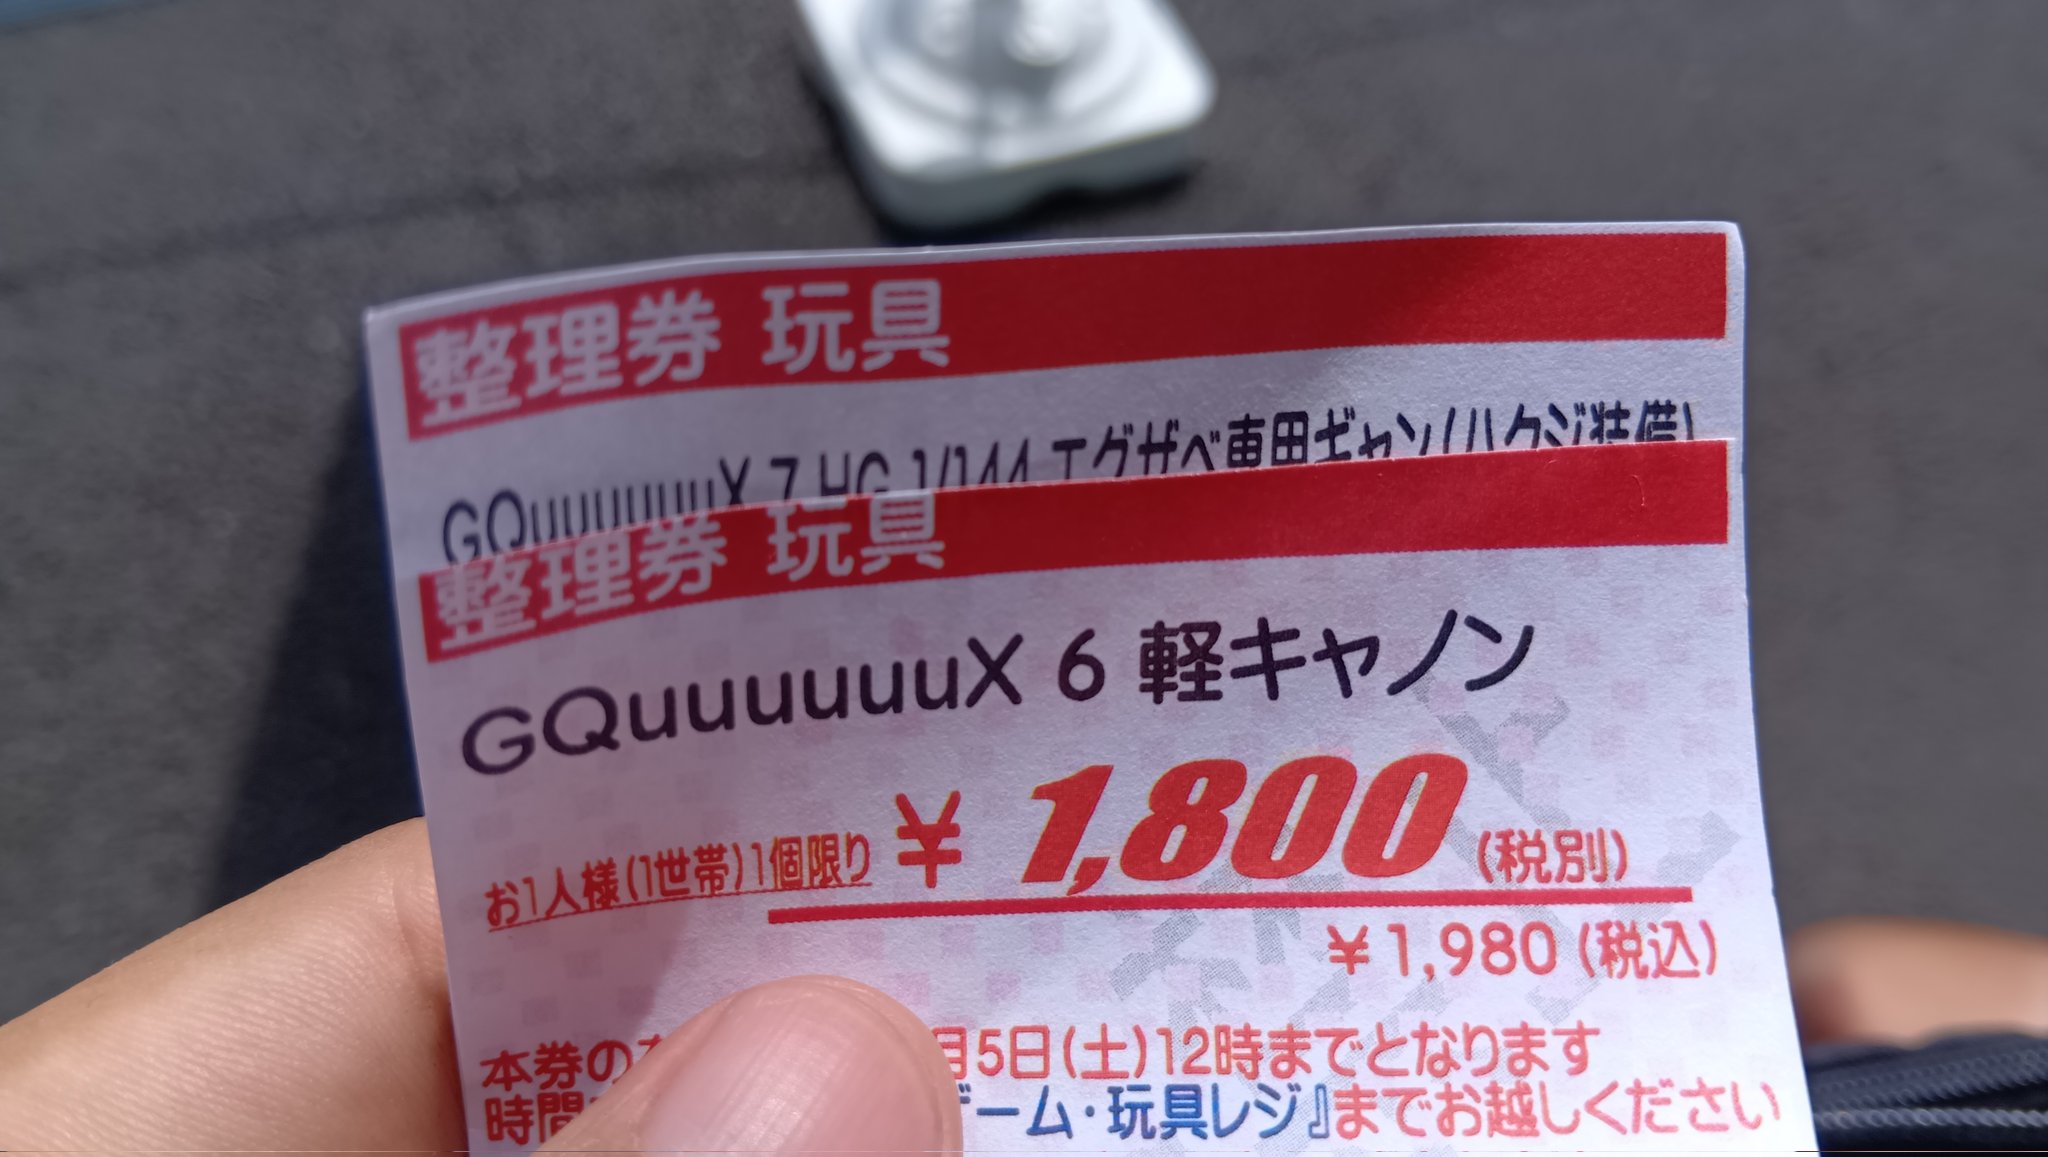 整理券 玩具
GQuuuuuuX 7 HG 1/144 エグザベ専用ギャン(ハクジ装備)
整理券 玩具
GQuuuuuuX 6 軽キャノン
お1人様(1世帯)1個限り ¥1,800(税別)
¥1,980(税込)
本券の 月5日(土)12時までとなります
時間 ゲーム・玩具レジ』までお越しください